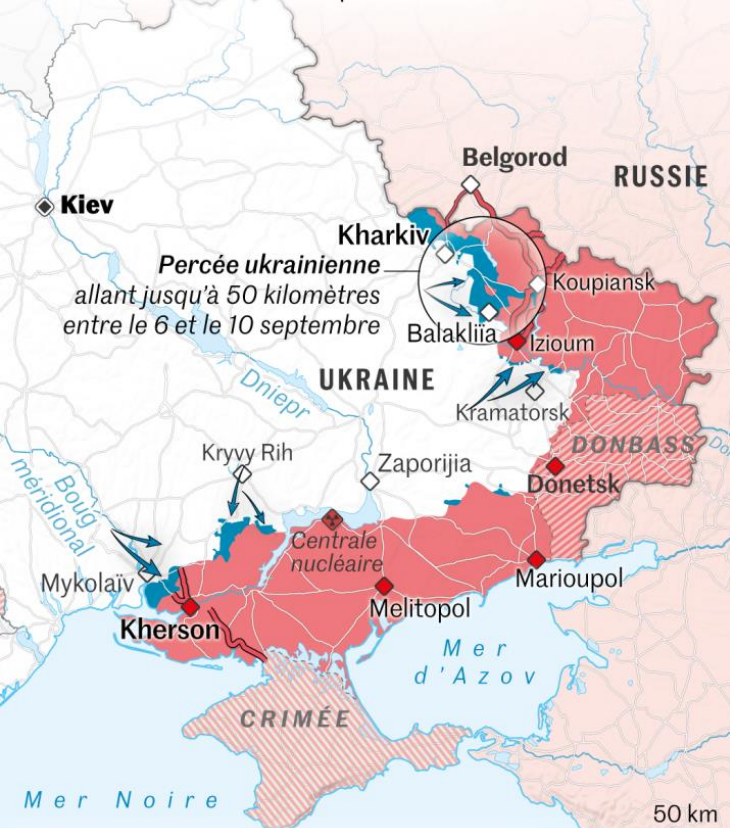 Belgorod
RUSSIE
Kiev
Kharkiv
Percée ukrainienne
allant jusqu'à 50 kilomètres
entre le 6 et le 10 septembre
Koupiansk
Balakliïa
Izioum
UKRAINE
Dniepr
Kramatorsk
Kryvy Rih
DONBASS
Zaporijia
Donetsk
Boug
méridional
Centrale
nucléaire
Mykolaïv
Marioupol
Melitopol
Kherson
Mer
d'Azov
CRIMÉE
Mer Noire
50 km